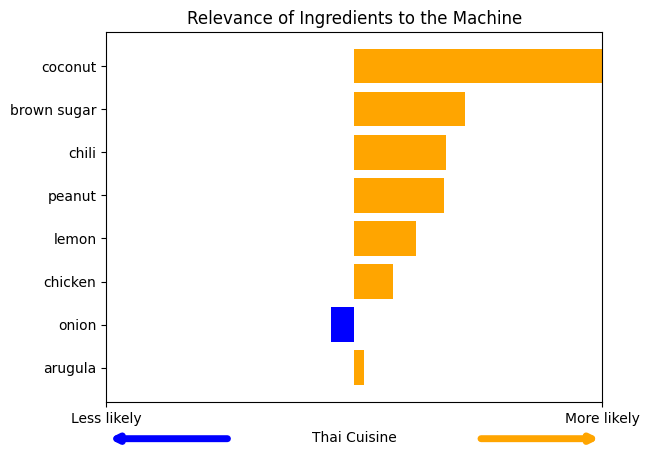 Relevance of Ingredients to the Machine
coconut
brown sugar
chili
peanut
lemon
chicken
onion
arugula
Less likely
More likely
Thai Cuisine